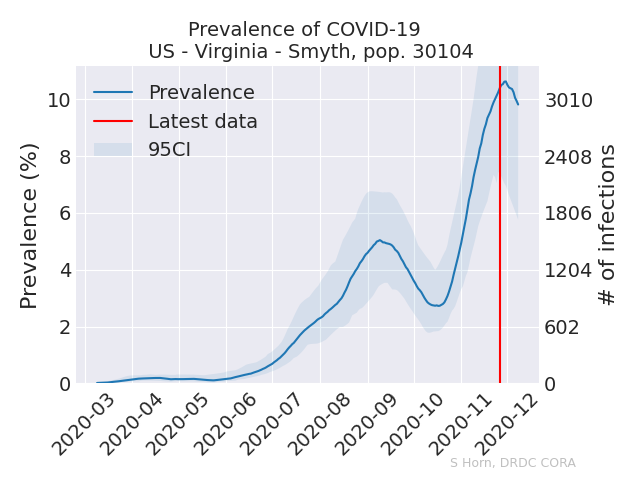 Prevalence of COVID-19
US - Virginia - Smyth, pop. 30104
Prevalence
Latest data
95CI
Prevalence (%)
10
8
6
4
2
0
3010
2408
1806
1204
602
0
# of infections
2020-03
2020-04
2020-05
2020-06
2020-07
2020-08
2020-09
2020-10
2020-11
2020-12
S Horn, DRDC CORA